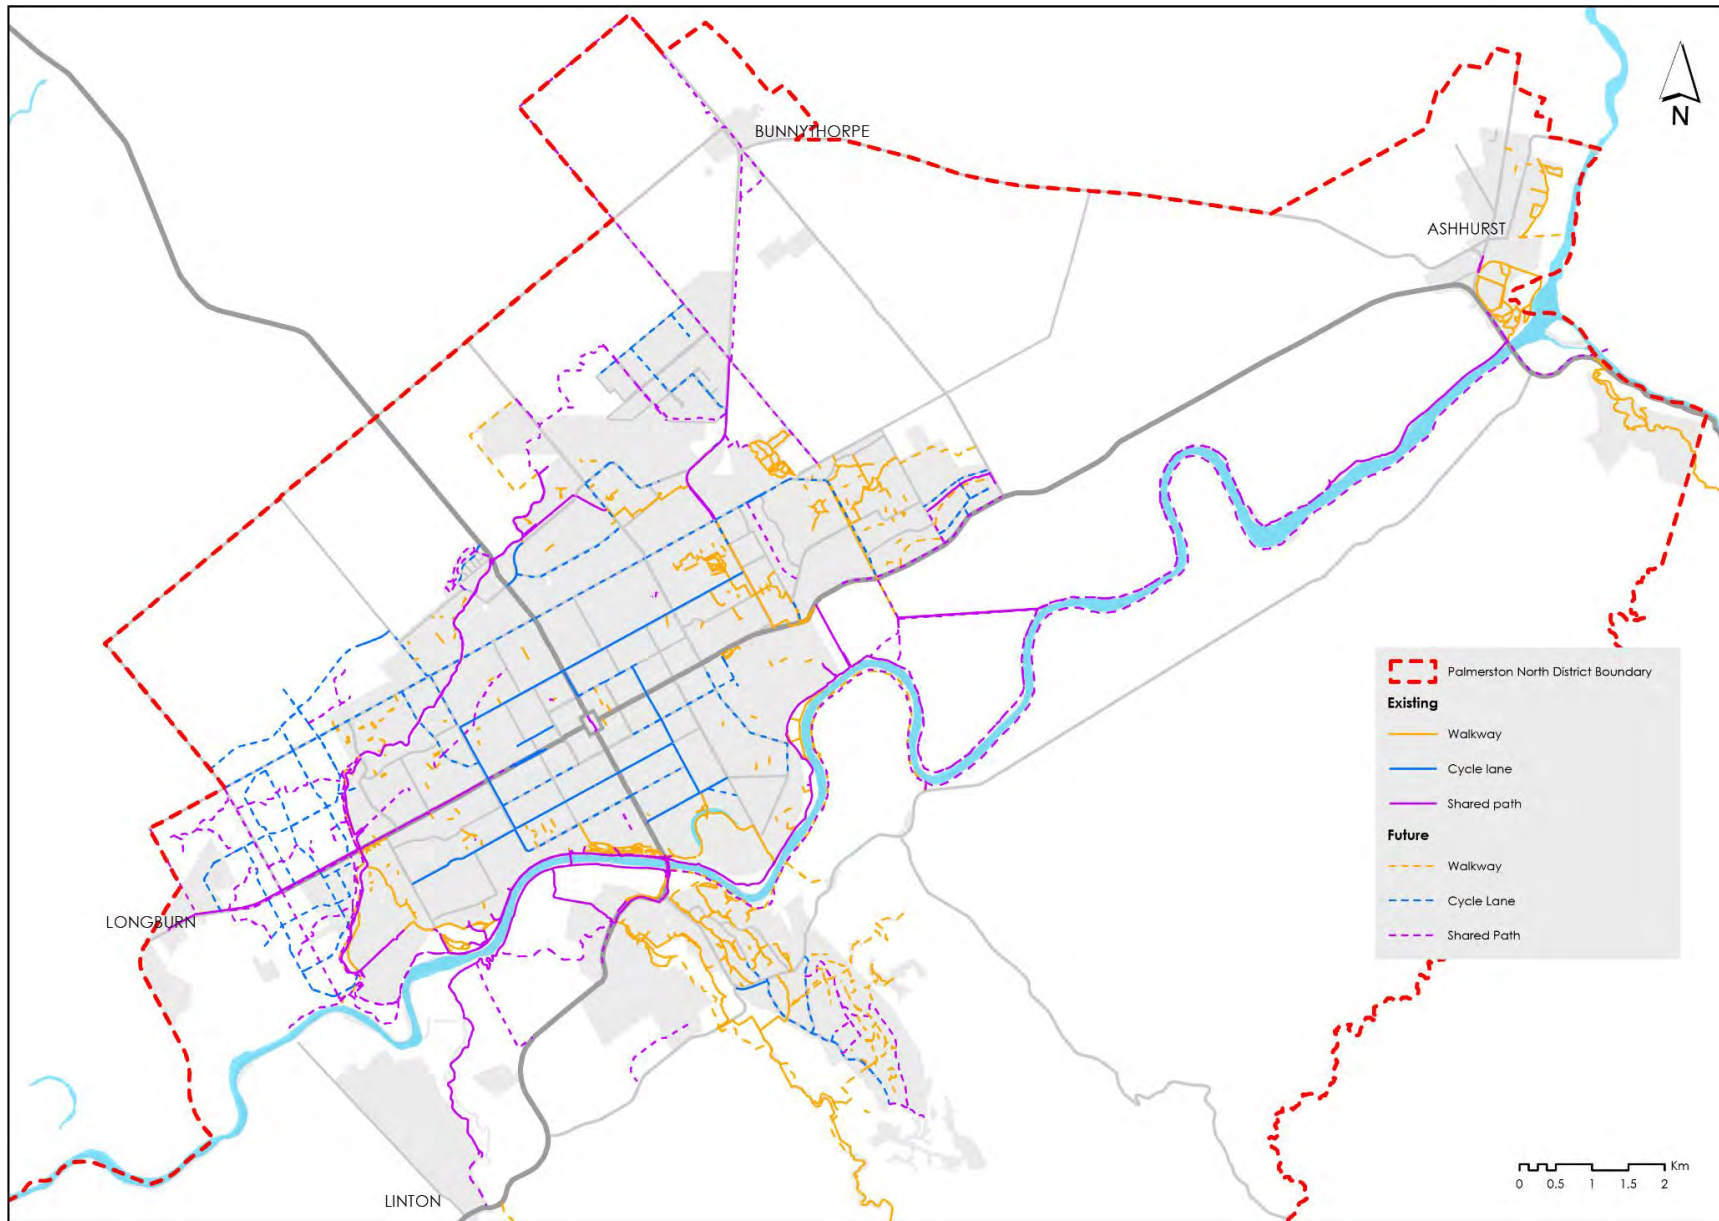 BUNNYTHORPE
N
ASHHURST
Palmerston North District Boundary
Existing
Walkway
Cycle lane
Shared path
Future
Walkway
Cycle Lane
Shared Path
LONGBURN
LINTON
Km
0 0.5 1 1.5 2